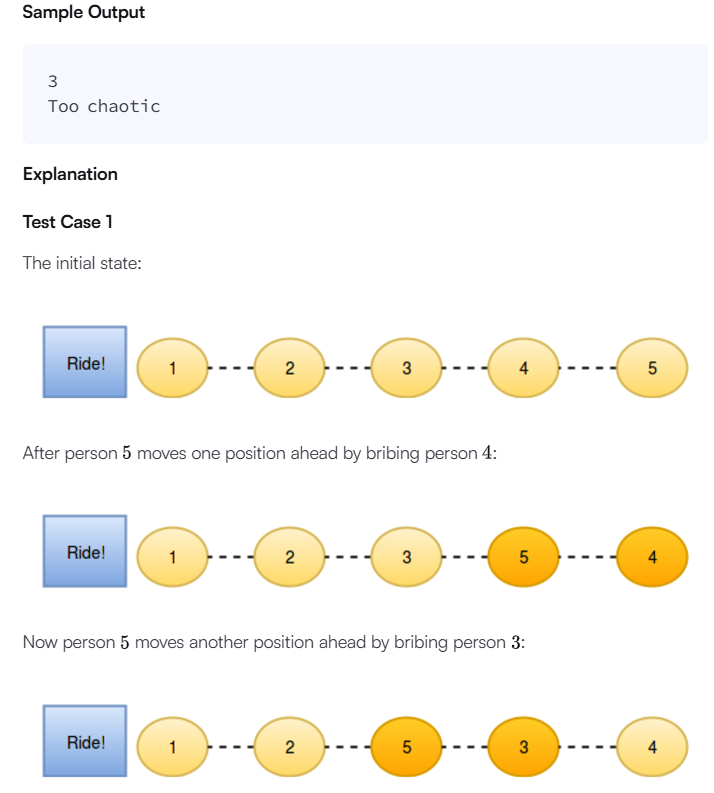 Sample Output
3
Too chaotic
Explanation
Test Case 1
The initial state:
Ride! 1 2 3 4 5
After person 5 moves one position ahead by bribing person 4:
Ride! 1 2 3 5 4
Now person 5 moves another position ahead by bribing person 3:
Ride! 1 2 5 3 4